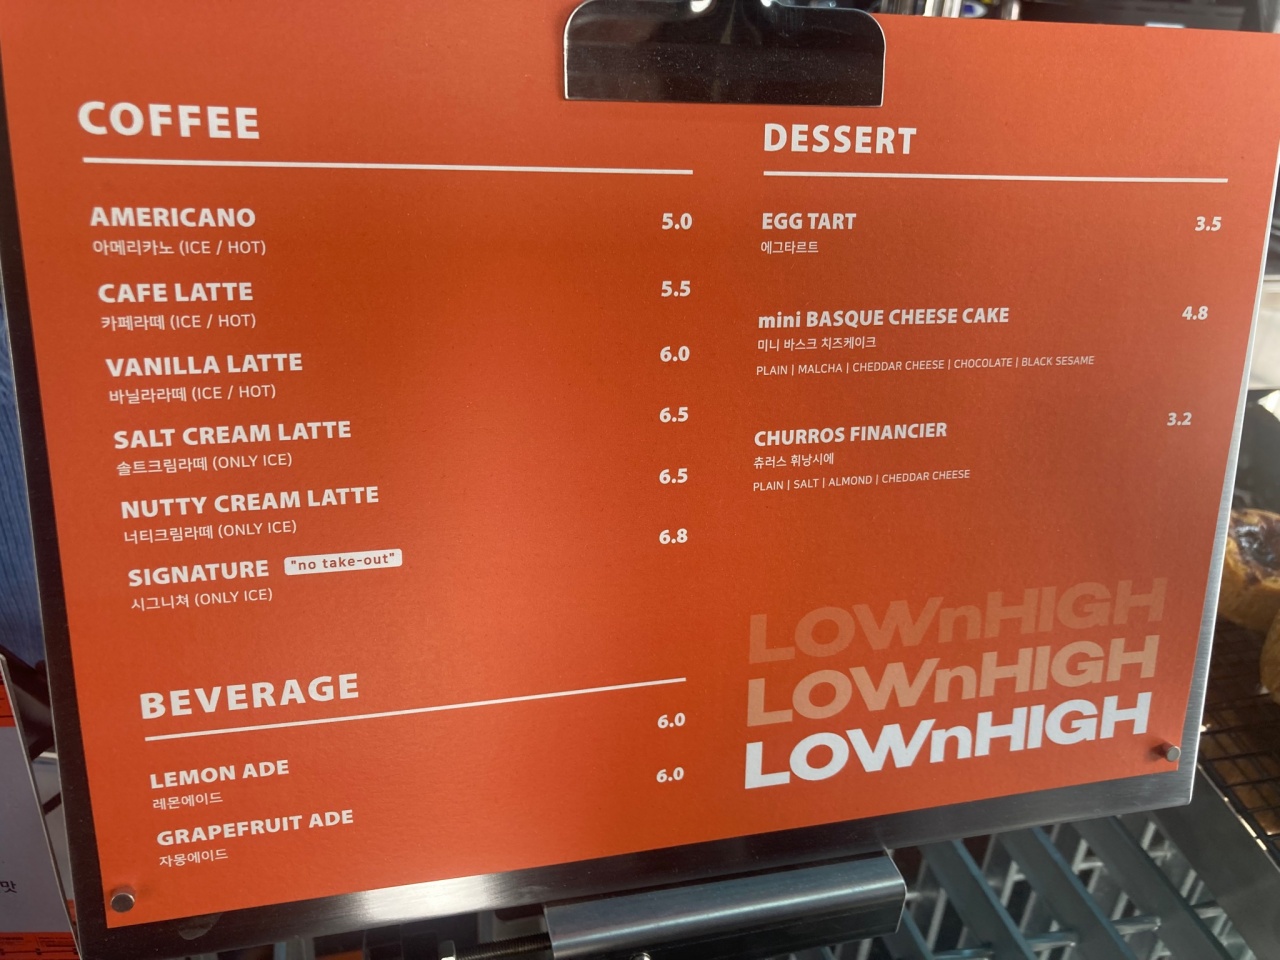 COFFEE
AMERICANO 5.0
아메리카노 (ICE / HOT)
CAFE LATTE 5.5
카페라떼 (ICE / HOT)
VANILLA LATTE 6.0
바닐라라떼 (ICE / HOT)
SALT CREAM LATTE 6.5
솔트크림라떼 (ONLY ICE)
NUTTY CREAM LATTE 6.5
너티크림라떼 (ONLY ICE)
SIGNATURE "no take-out" 6.8
시그니쳐 (ONLY ICE)
BEVERAGE
LEMON ADE 6.0
레몬에이드
GRAPEFRUIT ADE 6.0
자몽에이드
DESSERT
EGG TART 3.5
에그타르트
mini BASQUE CHEESE CAKE 4.8
미니 바스크 치즈케이크
PLAIN | MALCHA | CHEDDAR CHEESE | CHOCOLATE | BLACK SESAME
CHURROS FINANCIER 3.2
츄러스 휘낭시에
PLAIN | SALT | ALMOND | CHEDDAR CHEESE
LOWnHIGH
LOWnHIGH
LOWnHIGH
맛